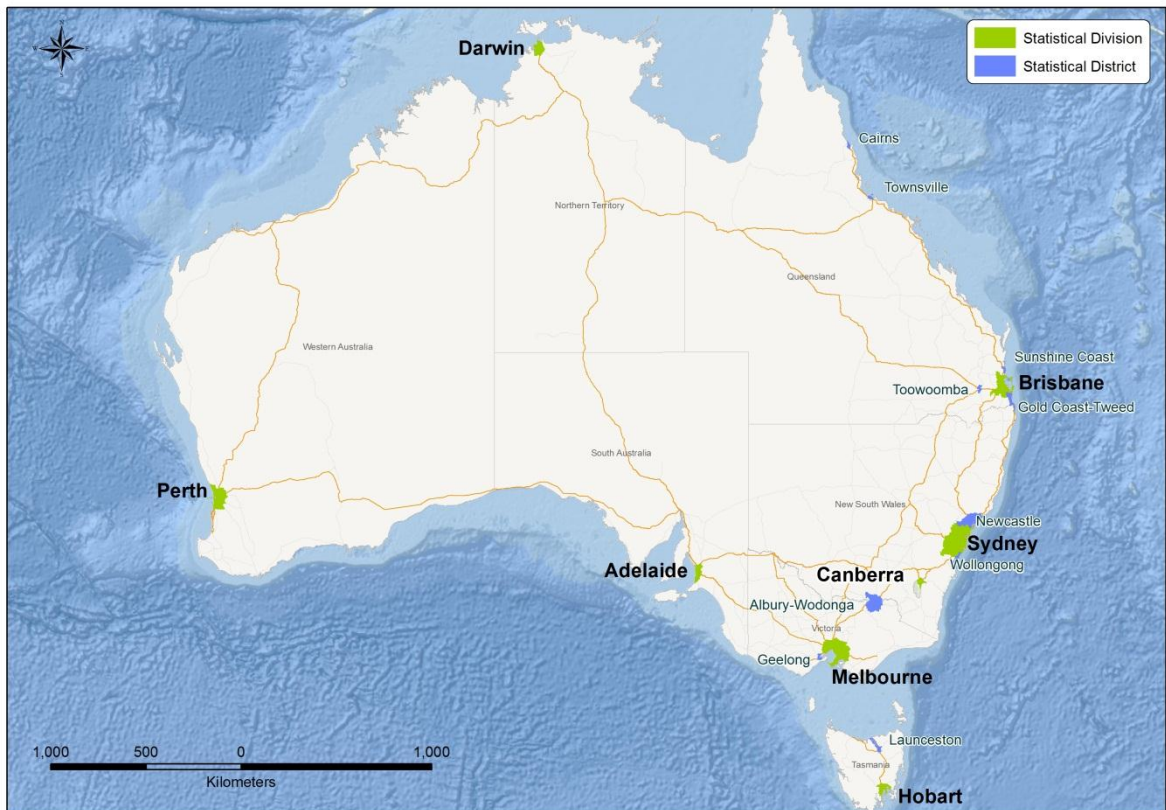 N
W
E
S
Statistical Division
Statistical District
Darwin
Cairns
Townsville
Northern Territory
Queensland
Western Australia
Sunshine Coast
Toowoomba
Brisbane
Gold Coast-Tweed
South Australia
Perth
New South Wales
Newcastle
Sydney
Wollongong
Adelaide
Canberra
Albury-Wodonga
Victoria
Geelong
Melbourne
Launceston
Tasmania
Hobart
1,000 500 0 1,000
Kilometers